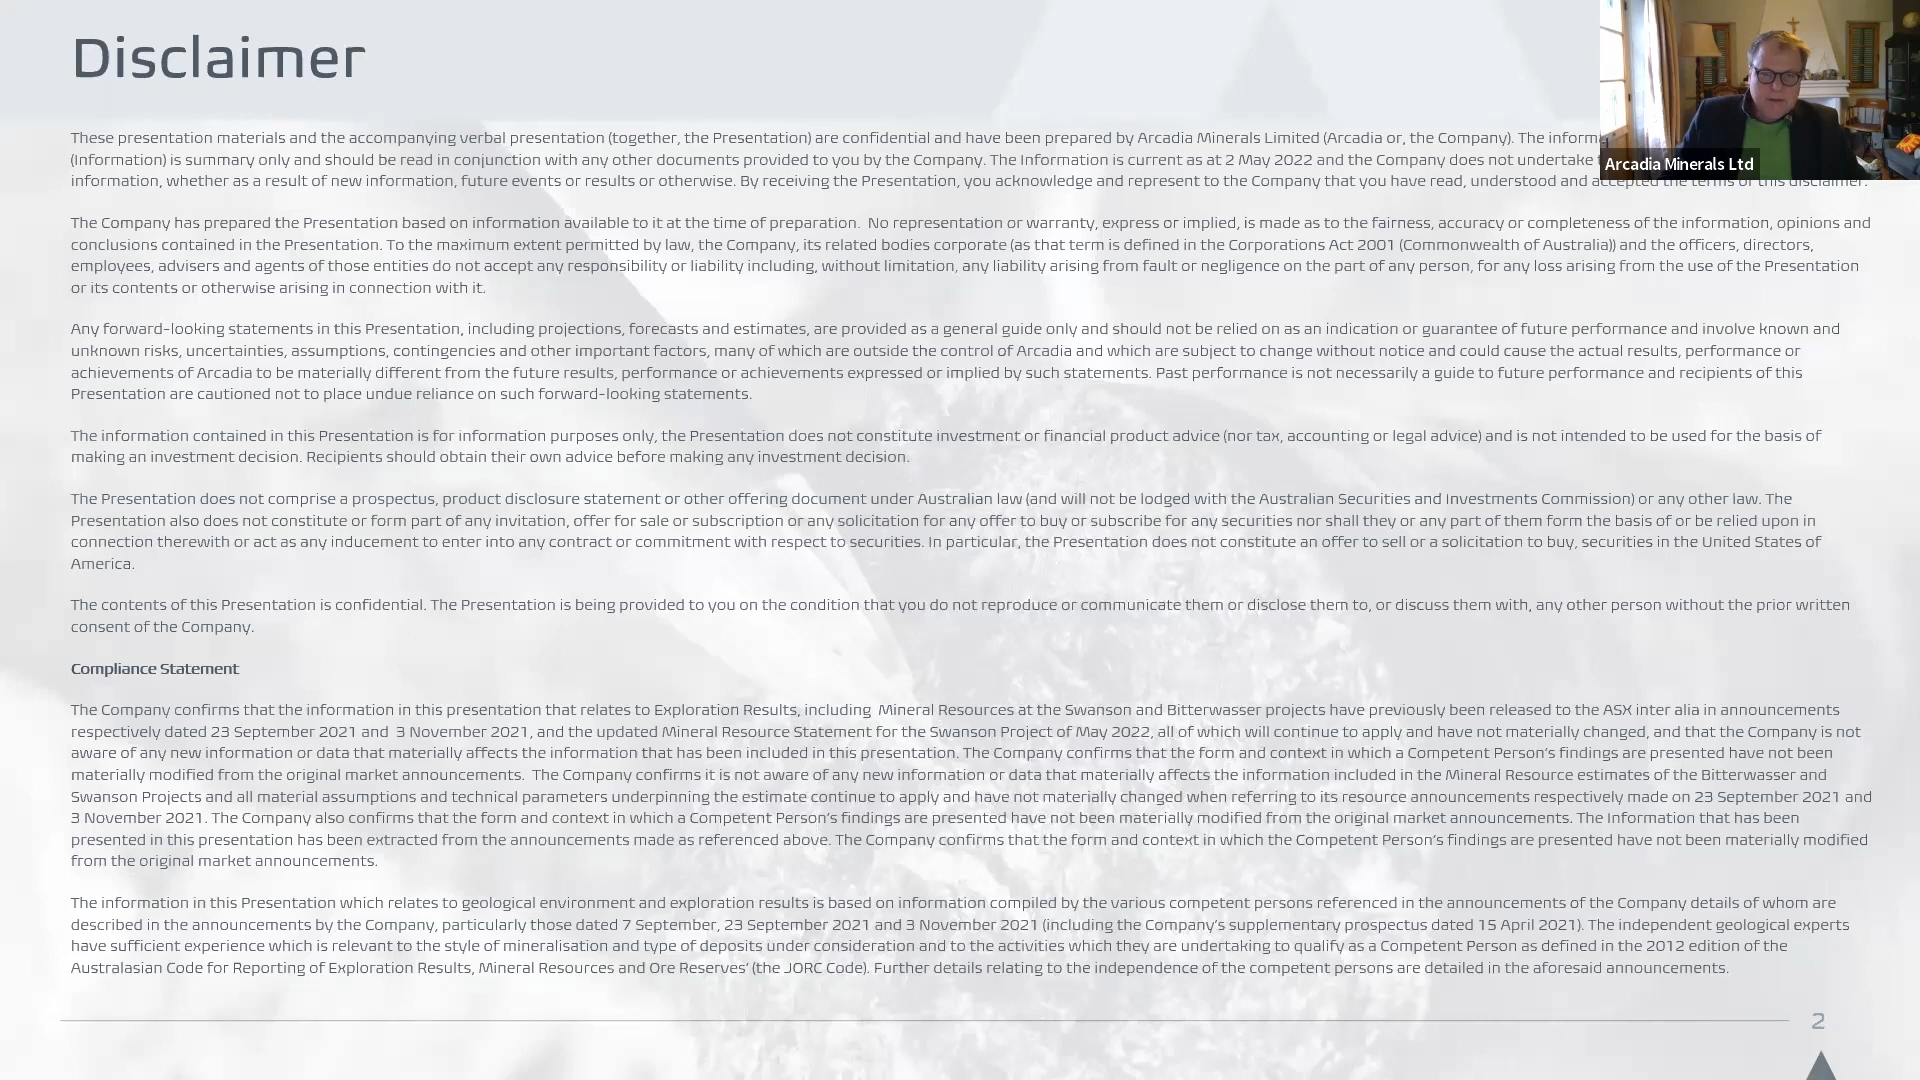 Disclaimer
These presentation materials and the accompanying verbal presentation (together, the Presentation) are confidential and have been prepared by Arcadia Minerals Limited (Arcadia or, the Company). The
(Information) is summary only and should be read in conjunction with any other documents provided to you by the Company. The Information is current as at 2 May 2022 and the Company does not undertake
Arcadia Minerals Ltd
information, whether as a result of new information, future events or results or otherwise. By receiving the Presentation, you acknowledge and represent to the Company that you have read, understood and accepted the terms of this disclaimer.
The Company has prepared the Presentation based on information available to it at the time of preparation.  No representation or warranty, express or implied, is made as to the fairness, accuracy or completeness of the information, opinions and
conclusions contained in the Presentation. To the maximum extent permitted by law, the Company, its related bodies corporate (as that term is defined in the Corporations Act 2001 (Commonwealth of Australia)) and the officers, directors,
employees, advisers and agents of those entities do not accept any responsibility or liability including, without limitation, any liability arising from fault or negligence on the part of any person, for any loss arising from the use of the Presentation
or its contents or otherwise arising in connection with it.
Any forward-looking statements in this Presentation, including projections, forecasts and estimates, are provided as a general guide only and should not be relied on as an indication or guarantee of future performance and involve known and
unknown risks, uncertainties, assumptions, contingencies and other important factors, many of which are outside the control of Arcadia and which are subject to change without notice and could cause the actual results, performance or
achievements of Arcadia to be materially different from the future results, performance or achievements expressed or implied by such statements. Past performance is not necessarily a guide to future performance and recipients of this
Presentation are cautioned not to place undue reliance on such forward-looking statements.
The information contained in this Presentation is for information purposes only, the Presentation does not constitute investment or financial product advice (nor tax, accounting or legal advice) and is not intended to be used for the basis of
making an investment decision. Recipients should obtain their own advice before making any investment decision.
The Presentation does not comprise a prospectus, product disclosure statement or other offering document under Australian law (and will not be lodged with the Australian Securities and Investments Commission) or any other law. The
Presentation also does not constitute or form part of any invitation, offer for sale or subscription or any solicitation for any offer to buy or subscribe for any securities nor shall they or any part of them form the basis of or be relied upon in
connection therewith or act as any inducement to enter into any contract or commitment with respect to securities. In particular, the Presentation does not constitute an offer to sell or a solicitation to buy, securities in the United States of
America.
The contents of this Presentation is confidential. The Presentation is being provided to you on the condition that you do not reproduce or communicate them or disclose them to, or discuss them with, any other person without the prior written
consent of the Company.
Compliance Statement
The Company confirms that the information in this presentation that relates to Exploration Results, including  Mineral Resources at the Swanson and Bitterwasser projects have previously been released to the ASX inter alia in announcements
respectively dated 23 September 2021 and  3 November 2021, and the updated Mineral Resource Statement for the Swanson Project of May 2022, all of which will continue to apply and have not materially changed, and that the Company is not
aware of any new information or data that materially affects the information that has been included in this presentation. The Company confirms that the form and context in which a Competent Person's findings are presented have not been
materially modified from the original market announcements.  The Company confirms it is not aware of any new information or data that materially affects the information included in the Mineral Resource estimates of the Bitterwasser and
Swanson Projects and all material assumptions and technical parameters underpinning the estimate continue to apply and have not materially changed when referring to its resource announcements respectively made on 23 September 2021 and
3 November 2021. The Company also confirms that the form and context in which a Competent Person's findings are presented have not been materially modified from the original market announcements. The Information that has been
presented in this presentation has been extracted from the announcements made as referenced above. The Company confirms that the form and context in which the Competent Person's findings are presented have not been materially modified
from the original market announcements.
The information in this Presentation which relates to geological environment and exploration results is based on information compiled by the various competent persons referenced in the announcements of the Company details of whom are
described in the announcements by the Company, particularly those dated 7 September, 23 September 2021 and 3 November 2021 (including the Company's supplementary prospectus dated 15 April 2021). The independent geological experts
have sufficient experience which is relevant to the style of mineralisation and type of deposits under consideration and to the activities which they are undertaking to qualify as a Competent Person as defined in the 2012 edition of the
Australasian Code for Reporting of Exploration Results, Mineral Resources and Ore Reserves' (the JORC Code). Further details relating to the independence of the competent persons are detailed in the aforesaid announcements.
2